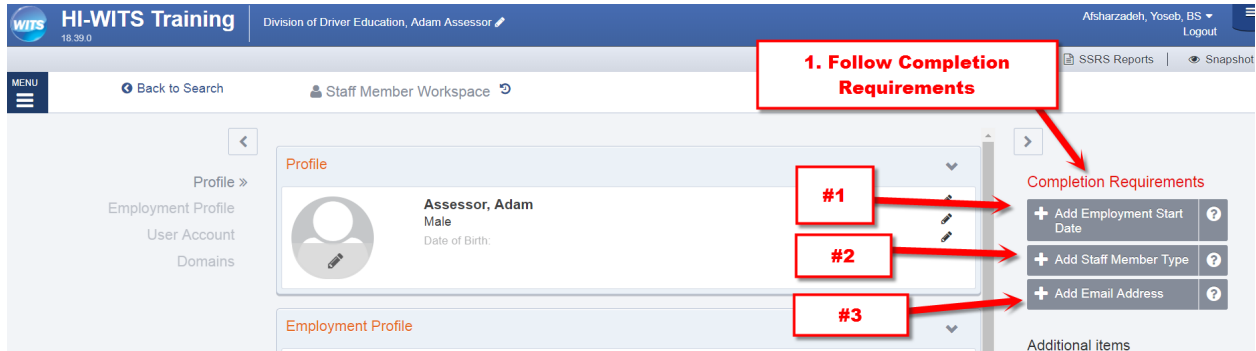 WITS HI-WITS Training
18.39.0
Division of Driver Education, Adam Assessor
Afsharzadeh, Yoseb, BS
Logout
SSRS Reports | Snapshot
MENU
Back to Search
Staff Member Workspace
1. Follow Completion
Requirements
Profile »
Employment Profile
User Account
Domains
Profile
Assessor, Adam
Male
Date of Birth:
Employment Profile
#1
#2
#3
Completion Requirements
+ Add Employment Start
Date
?
+ Add Staff Member Type
?
+ Add Email Address
?
Additional items